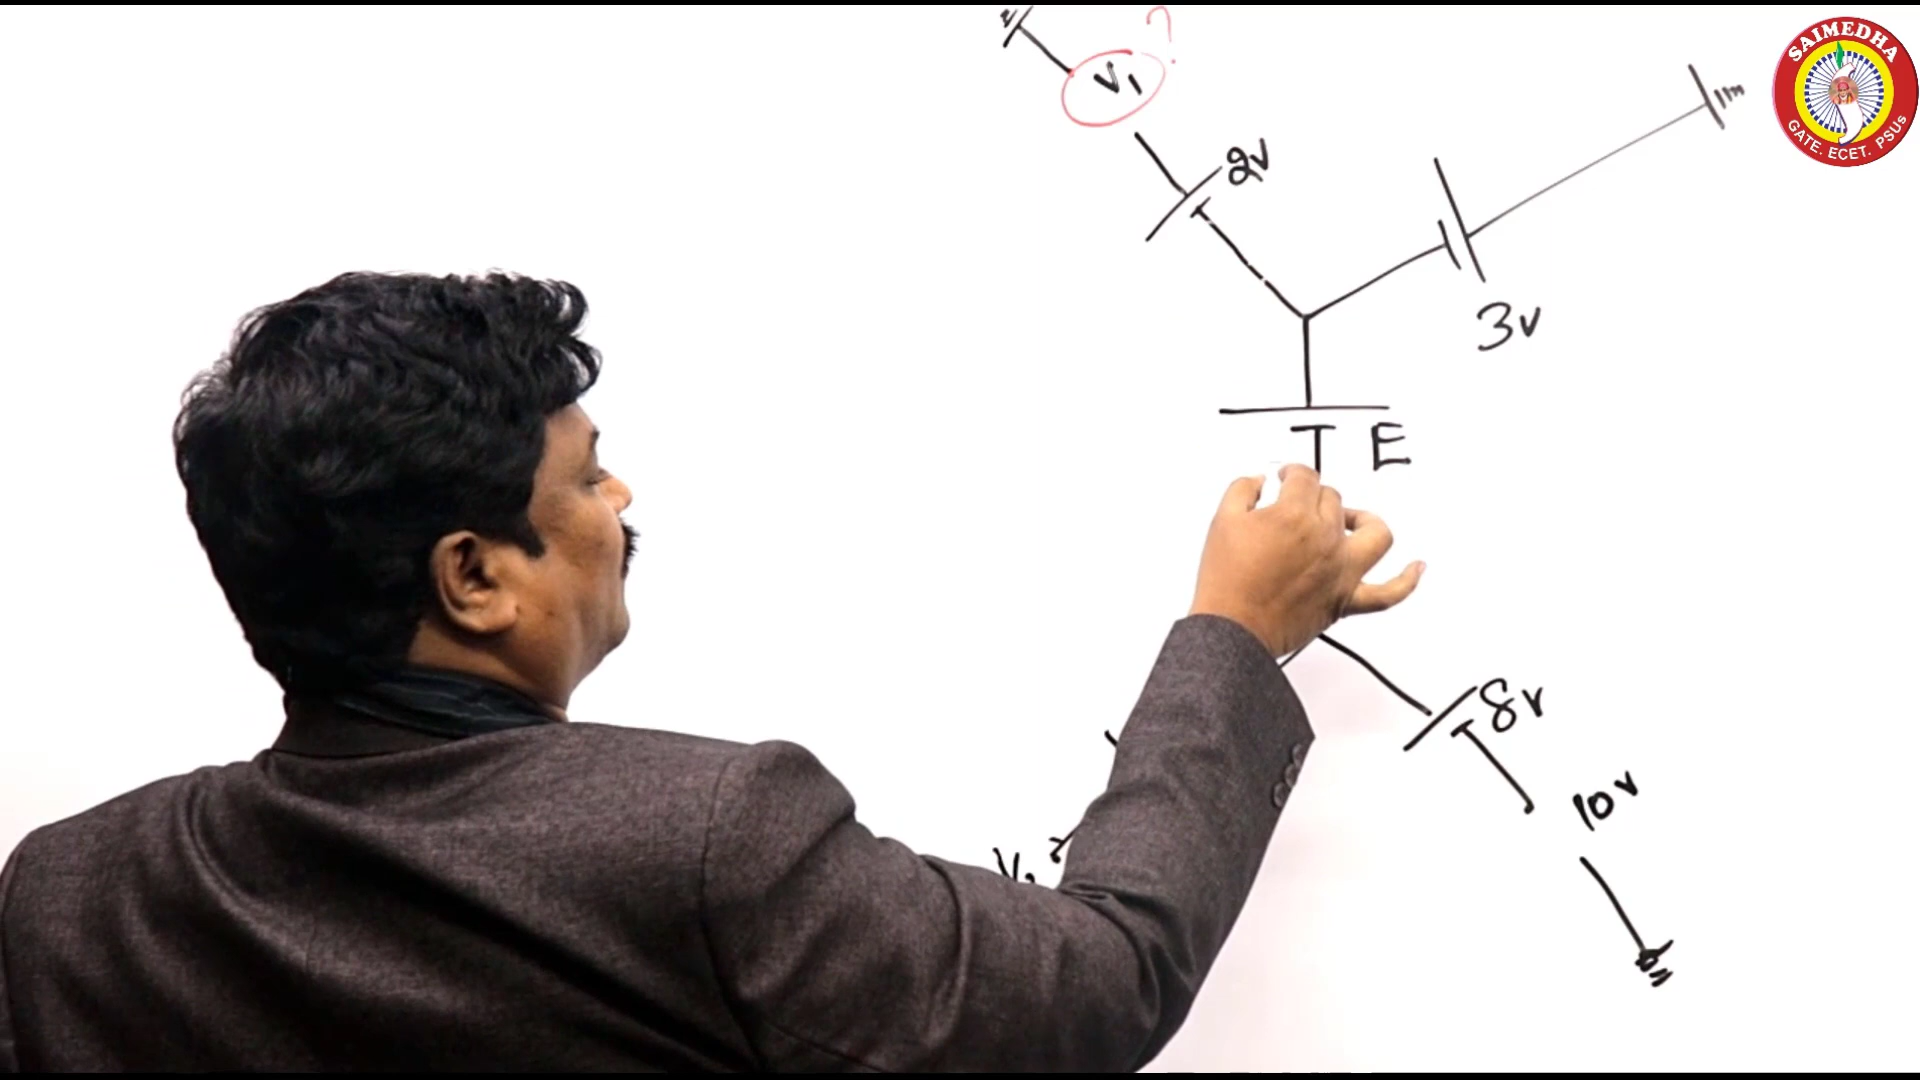 ?
V1
SAIMEDHA
GATE. ECET. PSUs
2V
3V
E
8V
10V